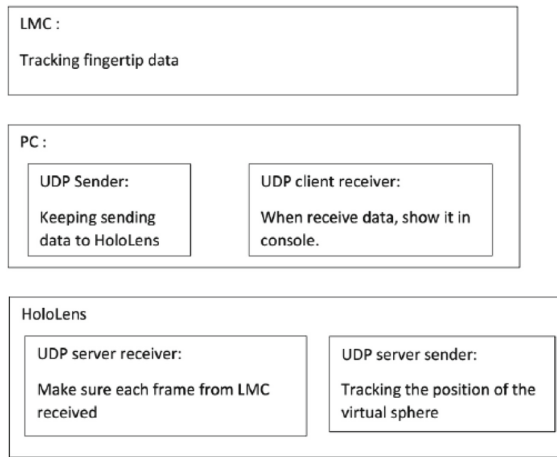 LMC :
Tracking fingertip data
PC :
UDP Sender:
Keeping sending
data to HoloLens
UDP client receiver:
When receive data, show it in
console.
HoloLens
UDP server receiver:
Make sure each frame from LMC
received
UDP server sender:
Tracking the position of the
virtual sphere